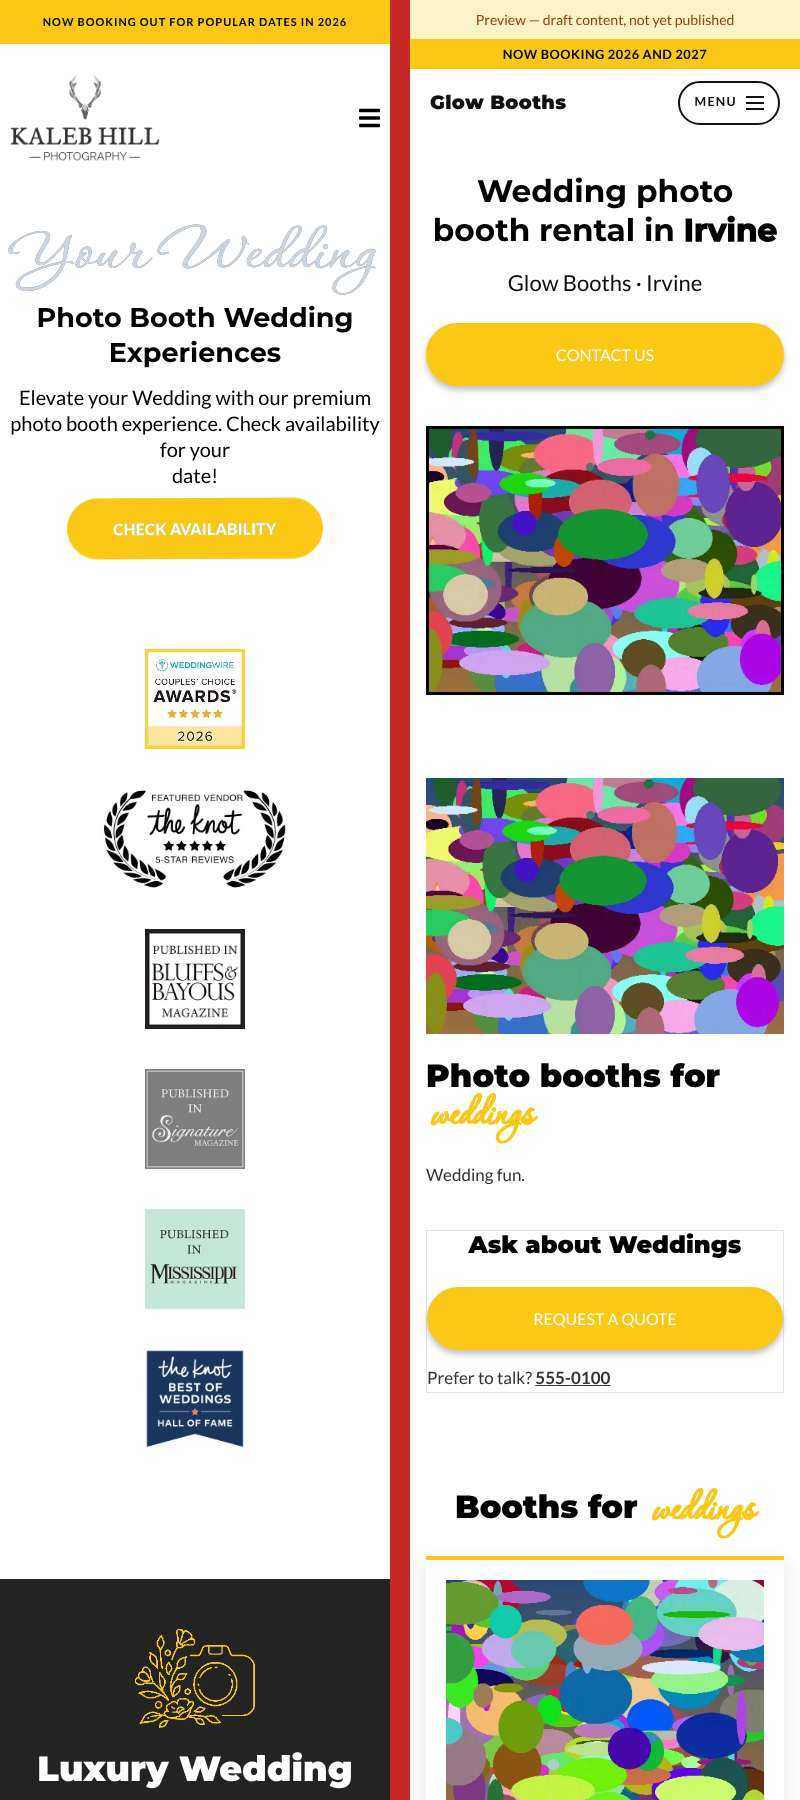 NOW BOOKING OUT FOR POPULAR DATES IN 2026
KALEB HILL
— PHOTOGRAPHY —
Your Wedding
Photo Booth Wedding
Experiences
Elevate your Wedding with our premium
photo booth experience. Check availability
for your
date!
CHECK AVAILABILITY
WEDDINGWIRE
COUPLES' CHOICE
AWARDS®
2026
FEATURED VENDOR
the knot
5-STAR REVIEWS
PUBLISHED IN
BLUFFS&
BAYOUS
MAGAZINE
PUBLISHED
IN
Signature
MAGAZINE
PUBLISHED
IN
MISSISSIPPI
MAGAZINE
the knot
BEST OF
WEDDINGS
HALL OF FAME
Luxury Wedding
Preview — draft content, not yet published
NOW BOOKING 2026 AND 2027
Glow Booths
MENU
Wedding photo
booth rental in Irvine
Glow Booths · Irvine
CONTACT US
Photo booths for
weddings
Wedding fun.
Ask about Weddings
REQUEST A QUOTE
Prefer to talk? 555-0100
Booths for weddings